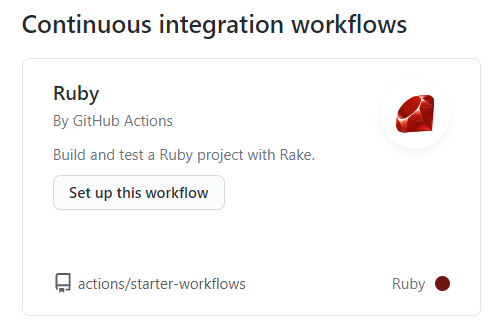 Continuous integration workflows
Ruby
By GitHub Actions
Build and test a Ruby project with Rake.
Set up this workflow
actions/starter-workflows
Ruby